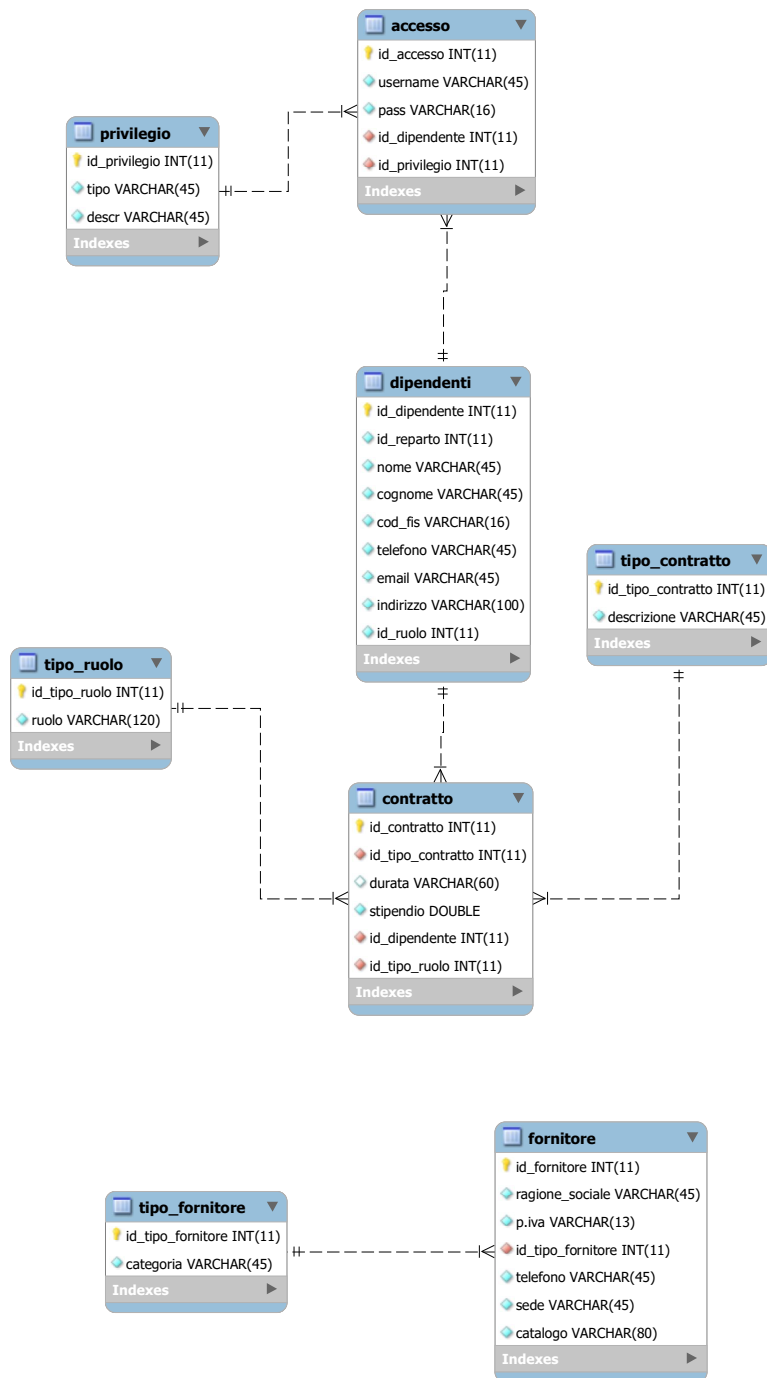 accesso
id_accesso INT(11)
username VARCHAR(45)
pass VARCHAR(16)
id_dipendente INT(11)
id_privilegio INT(11)
Indexes
privilegio
id_privilegio INT(11)
tipo VARCHAR(45)
descr VARCHAR(45)
Indexes
dipendenti
id_dipendente INT(11)
id_reparto INT(11)
nome VARCHAR(45)
cognome VARCHAR(45)
cod_fis VARCHAR(16)
telefono VARCHAR(45)
email VARCHAR(45)
indirizzo VARCHAR(100)
id_ruolo INT(11)
Indexes
tipo_contratto
id_tipo_contratto INT(11)
descrizione VARCHAR(45)
Indexes
tipo_ruolo
id_tipo_ruolo INT(11)
ruolo VARCHAR(120)
Indexes
contratto
id_contratto INT(11)
id_tipo_contratto INT(11)
durata VARCHAR(60)
stipendio DOUBLE
id_dipendente INT(11)
id_tipo_ruolo INT(11)
Indexes
fornitore
id_fornitore INT(11)
ragione_sociale VARCHAR(45)
p.iva VARCHAR(13)
id_tipo_fornitore INT(11)
telefono VARCHAR(45)
sede VARCHAR(45)
catalogo VARCHAR(80)
Indexes
tipo_fornitore
id_tipo_fornitore INT(11)
categoria VARCHAR(45)
Indexes